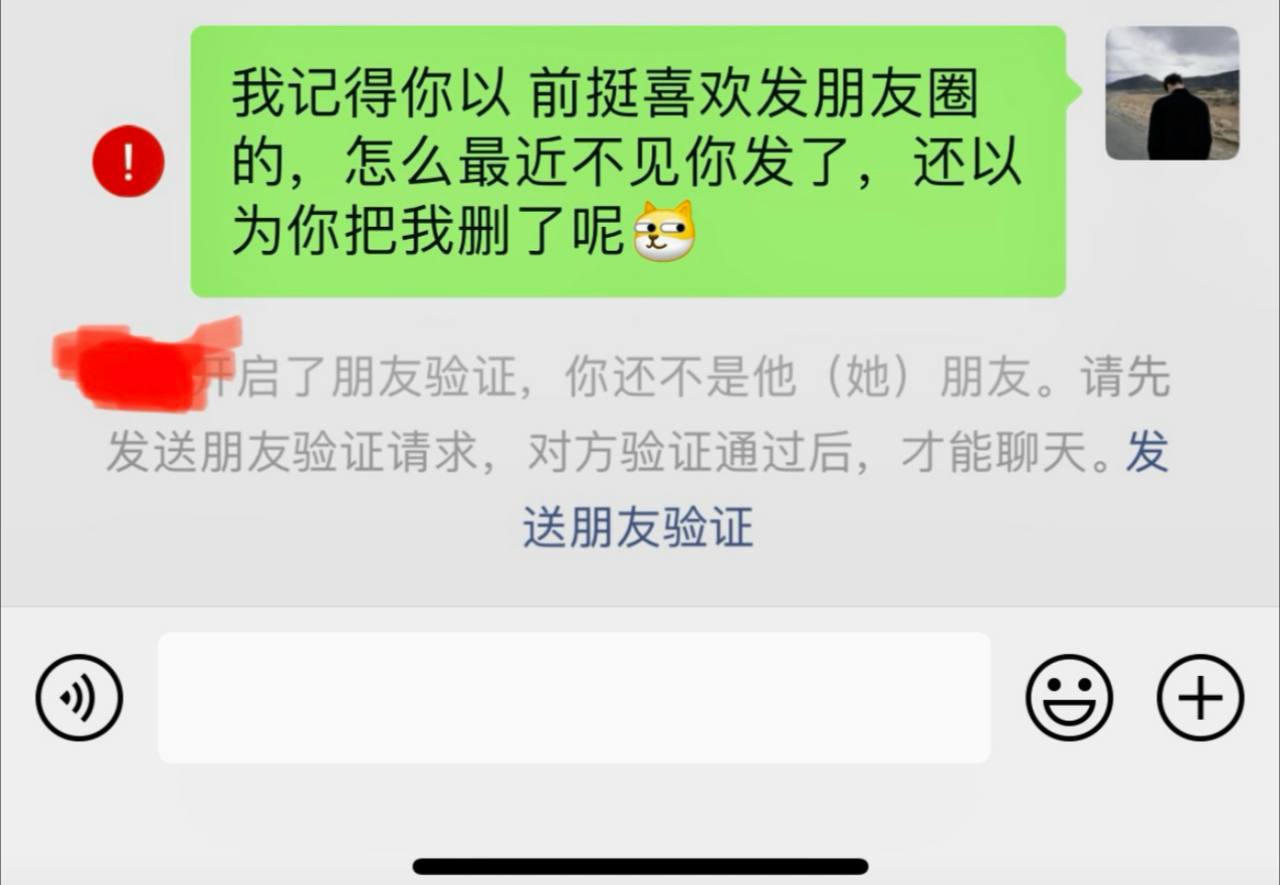 我记得你以 前挺喜欢发朋友圈
的，怎么最近不见你发了，还以
为你把我删了呢
开启了朋友验证，你还不是他（她）朋友。请先
发送朋友验证请求，对方验证通过后，才能聊天。发
送朋友验证